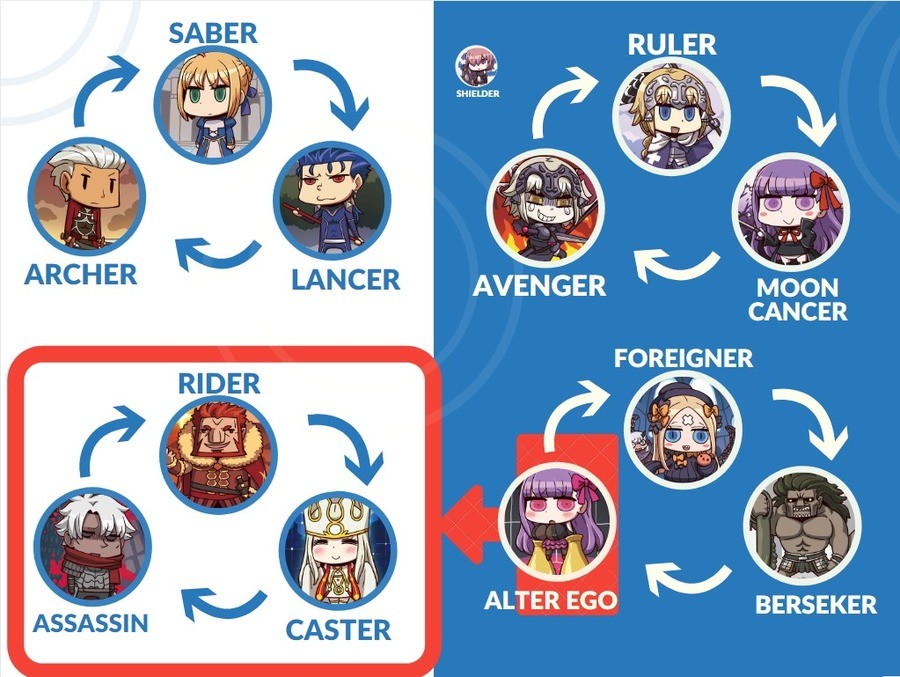 SABER
ARCHER
LANCER
RULER
SHIELDER
AVENGER
MOON
CANCER
RIDER
ASSASSIN
CASTER
FOREIGNER
ALTER EGO
BERSEKER